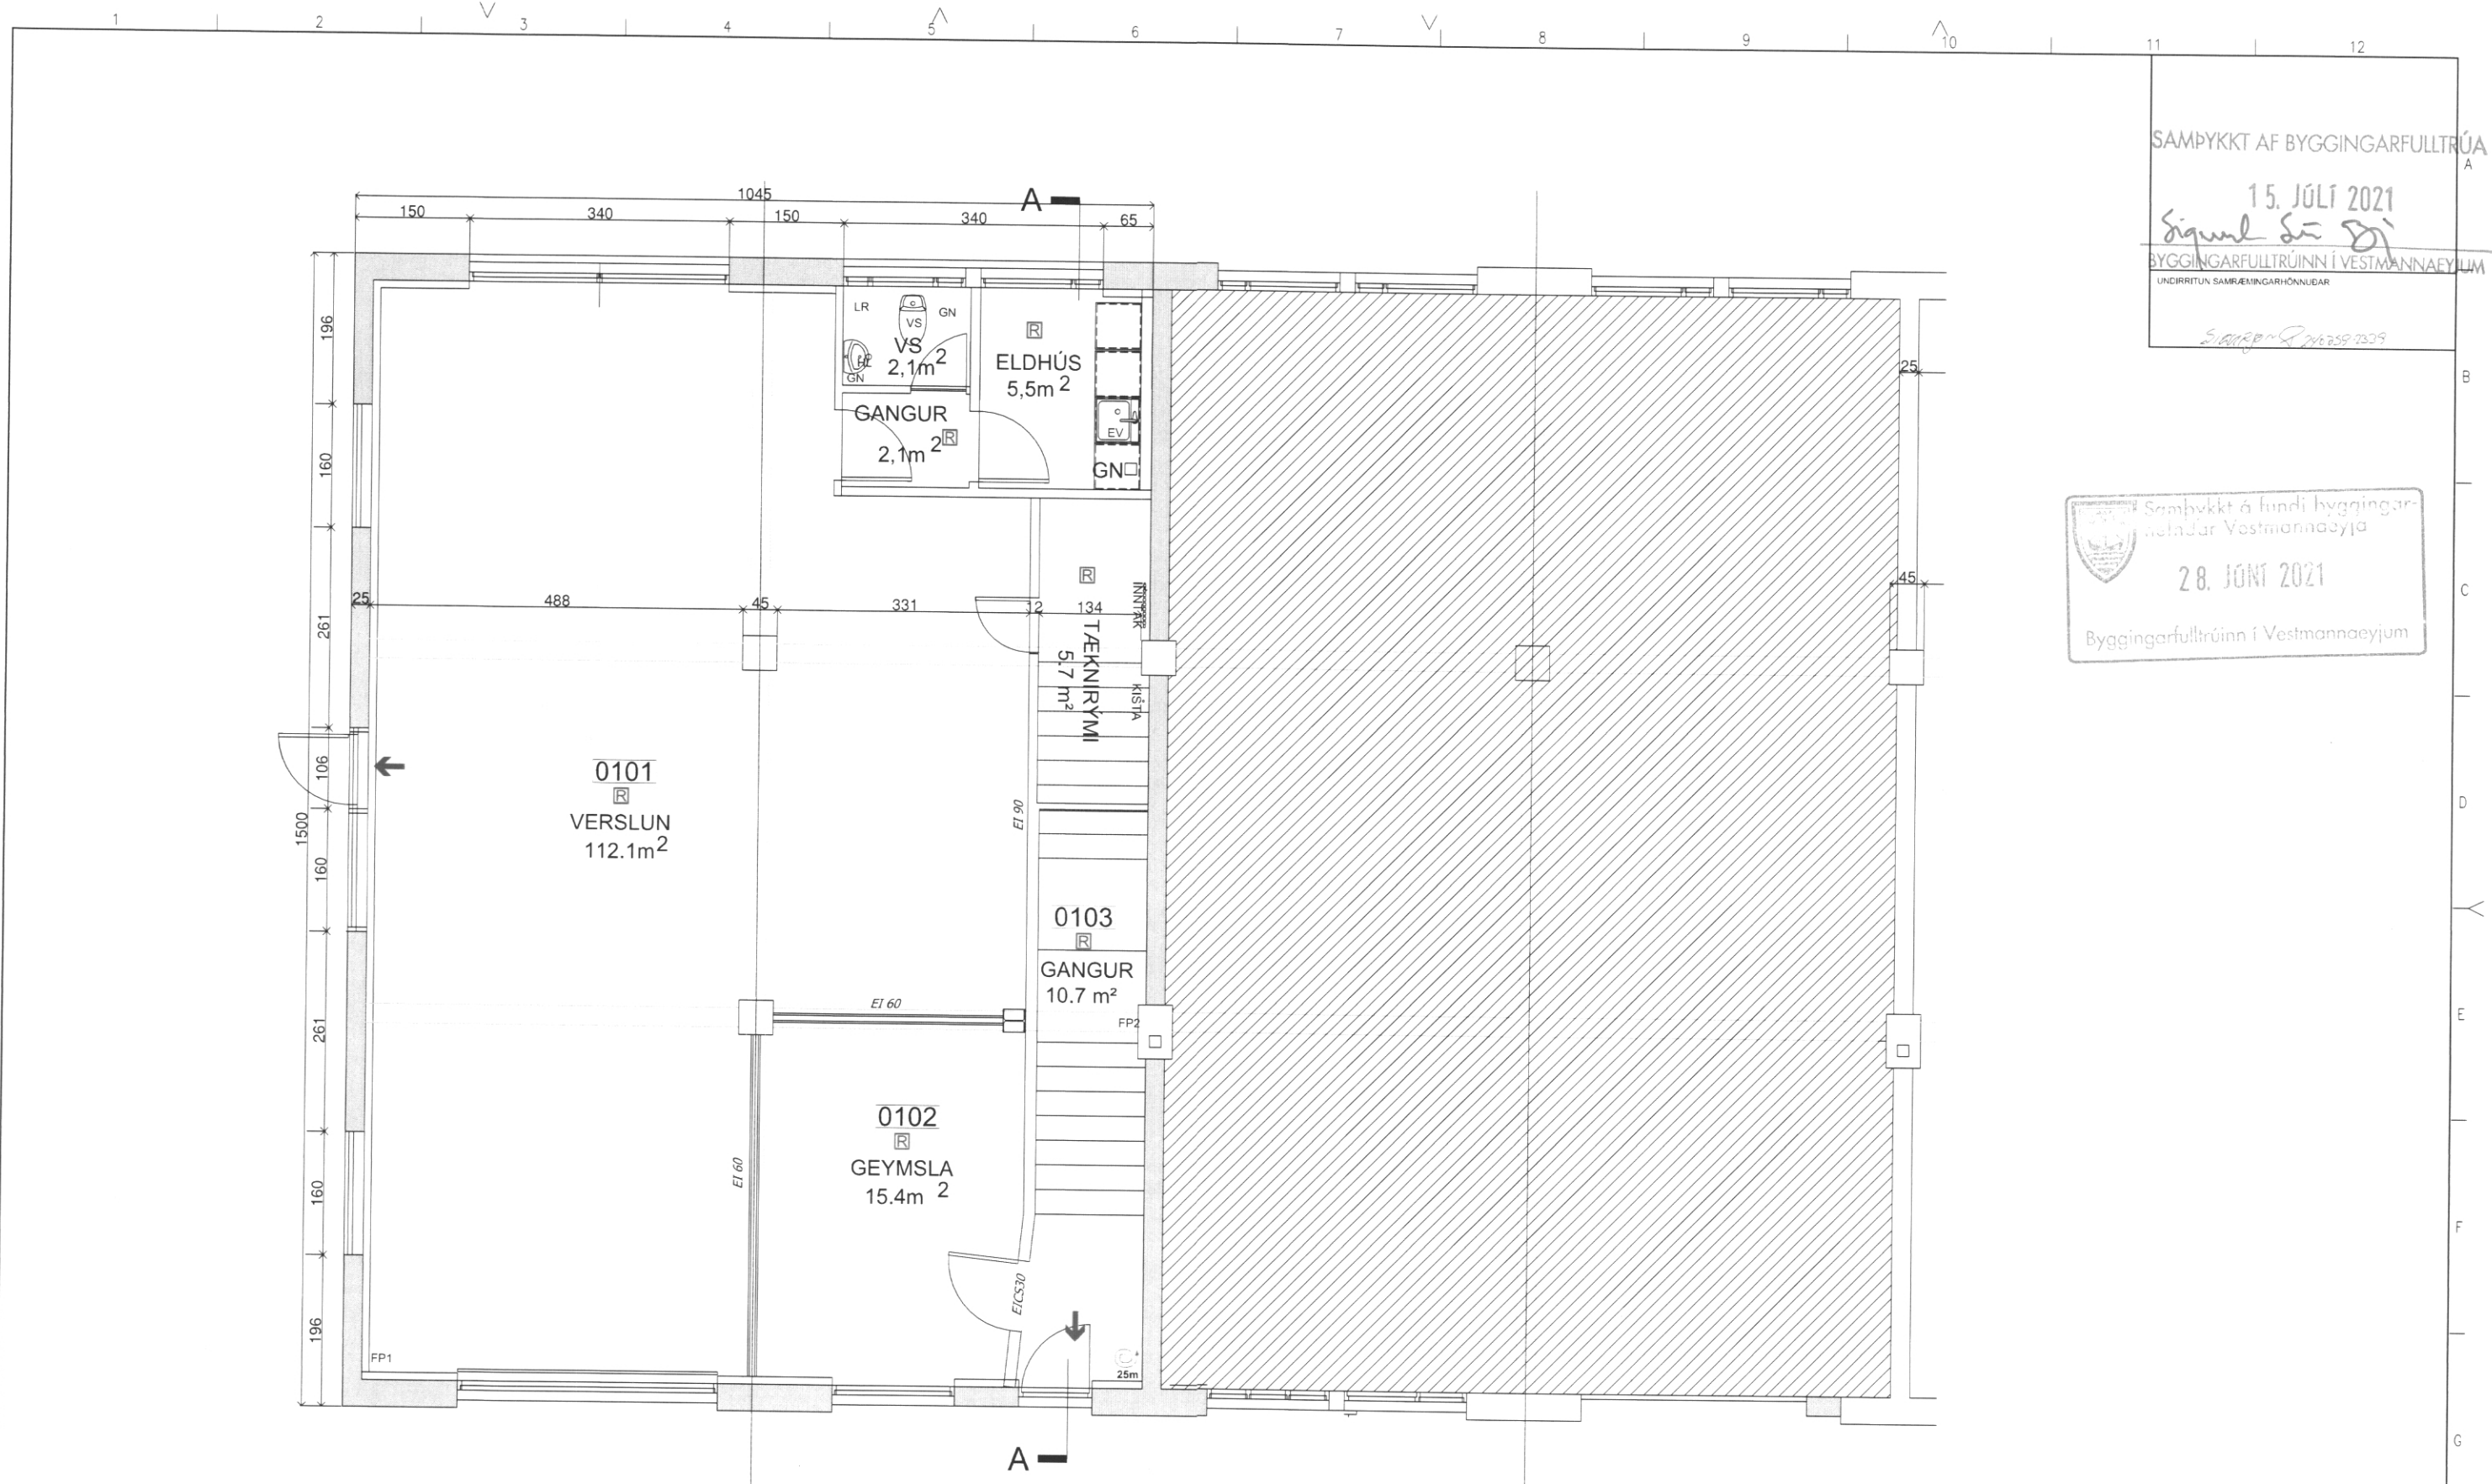 1 2 3 4 5 6 7 8 9 10 11 12
SAMÞYKKT AF BYGGINGARFULLTRÚA
A
15. JÚLÍ 2021
BYGGINGARFULLTRÚINN Í VESTMANNAEYJUM
UNDIRRITUN SAMRÆMINGARHÖNNUÐAR
B
Samþykkt á fundi byggingar-
nefndar Vestmannaeyja
28. JÚNÍ 2021
Byggingarfulltrúinn í Vestmannaeyjum
C
D
E
F
G
1045
A
150 340 150 340 65
196
160
261
106
1500
160
261
160
196
LR
VS
GN
HL
GN
VS
2,1m2
R
ELDHÚS
5,5m2
EV
GN
GANGUR
R
2,1m2
25
45
25 488 45 331 12 134
R
INNTAK
TÆKNIRÝMI
5.7 m²
KISTA
0101
R
VERSLUN
112.1m2
EI 90
0103
R
GANGUR
10.7 m²
FP2
EI 60
EI 60
0102
R
GEYMSLA
15.4m 2
EICS30
FP1
25m
A